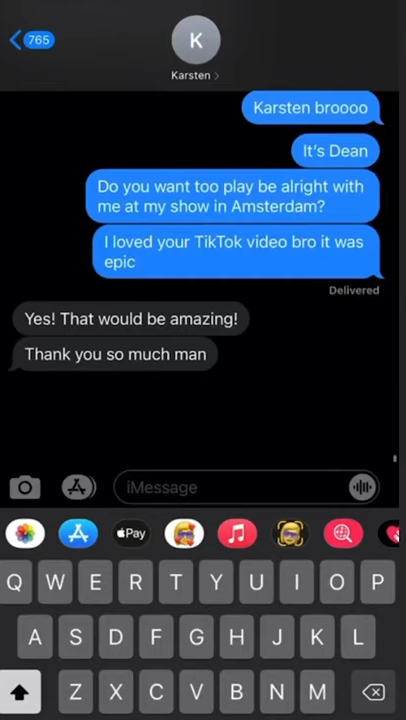 765
K
Karsten
Karsten broooo
It's Dean
Do you want too play be alright with
me at my show in Amsterdam?
I loved your TikTok video bro it was
epic
Delivered
Yes! That would be amazing!
Thank you so much man
iMessage
Pay
Q W E R T Y U I O P
A S D F G H J K L
Z X C V B N M